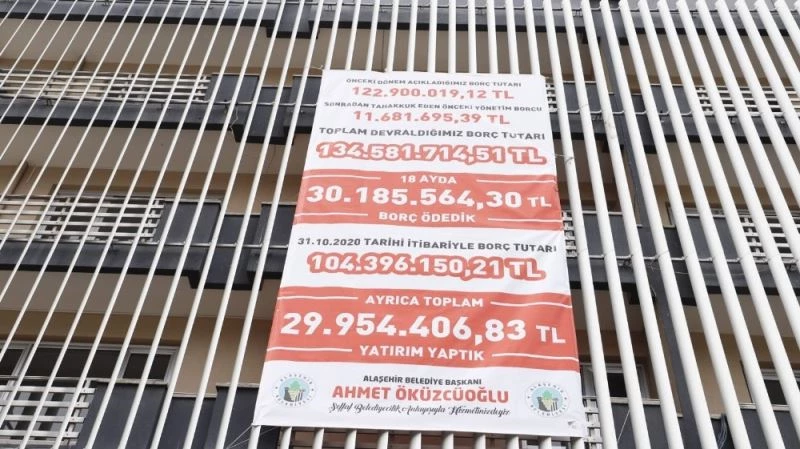 ÖNCEKİ DÖNEM AÇIKLADIĞIMIZ BORÇ TUTARI
122.900.019,12 TL
SONRADAN TAHAKKUK EDEN ÖNCEKİ YÖNETİM BORCU
11.681.695,39 TL
TOPLAM DEVRALDIĞIMIZ BORÇ TUTARI
134.581.714,51 TL
18 AYDA
30.185.564,30 TL
BORÇ ÖDEDİK
31.10.2020 TARİHİ İTİBARİYLE BORÇ TUTARI
104.396.150,21 TL
AYRICA TOPLAM
29.954.406,83 TL
YATIRIM YAPTIK
ALAŞEHİR BELEDİYE BAŞKANI
AHMET ÖKÜZCÜOĞLU
Şeffaf Belediyecilik Anlayışıyla Hizmetinizdeyiz